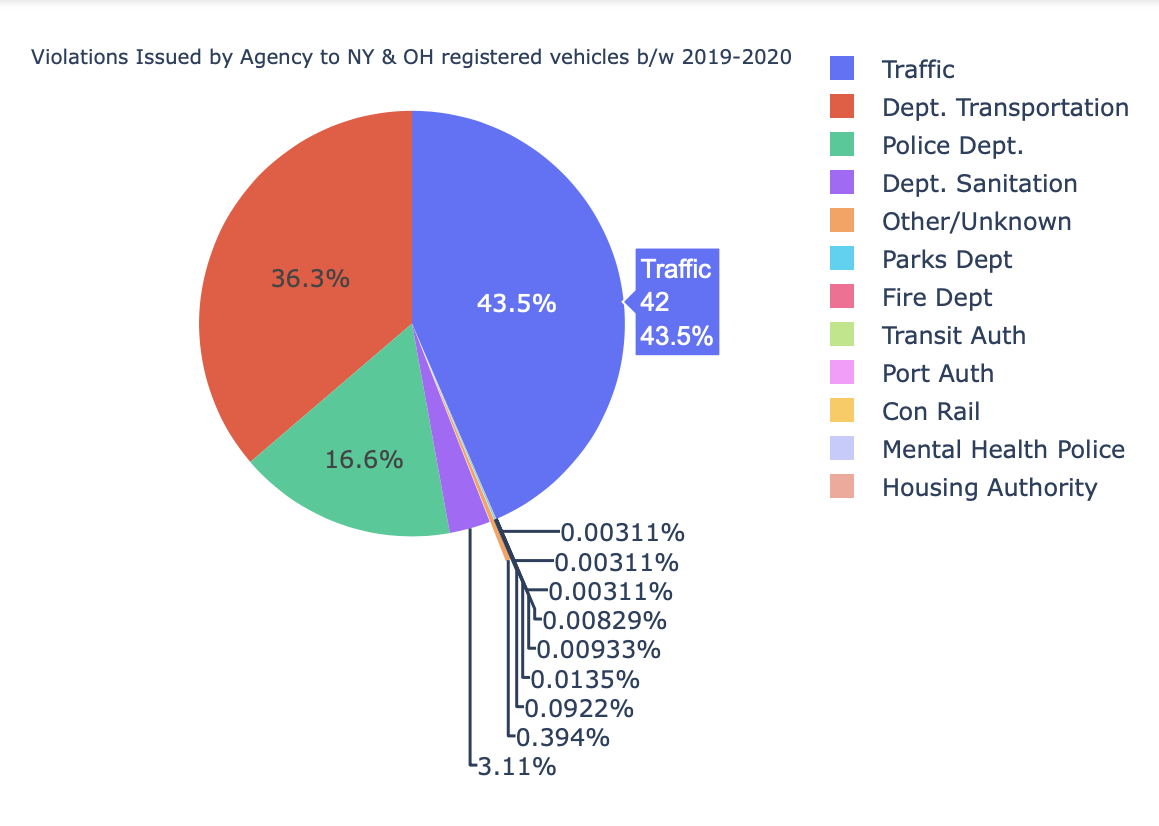 Violations Issued by Agency to NY & OH registered vehicles b/w 2019-2020
Traffic
Dept. Transportation
Police Dept.
Dept. Sanitation
Other/Unknown
Parks Dept
Fire Dept
Transit Auth
Port Auth
Con Rail
Mental Health Police
Housing Authority
36.3%
43.5%
Traffic
42
43.5%
16.6%
0.00311%
0.00311%
0.00311%
0.00829%
0.00933%
0.0135%
0.0922%
0.394%
3.11%